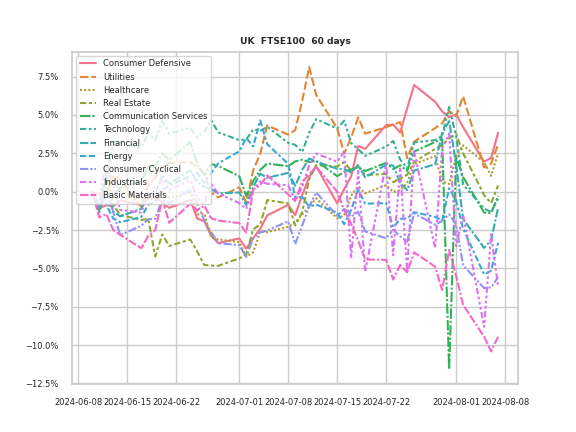 UK  FTSE100  60 days
Consumer Defensive
Utilities
Healthcare
Real Estate
Communication Services
Technology
Financial
Energy
Consumer Cyclical
Industrials
Basic Materials
7.5%
5.0%
2.5%
0.0%
−2.5%
−5.0%
−7.5%
−10.0%
−12.5%
2024-06-08 2024-06-15 2024-06-22 2024-07-01 2024-07-08 2024-07-15 2024-07-22 2024-08-01 2024-08-08